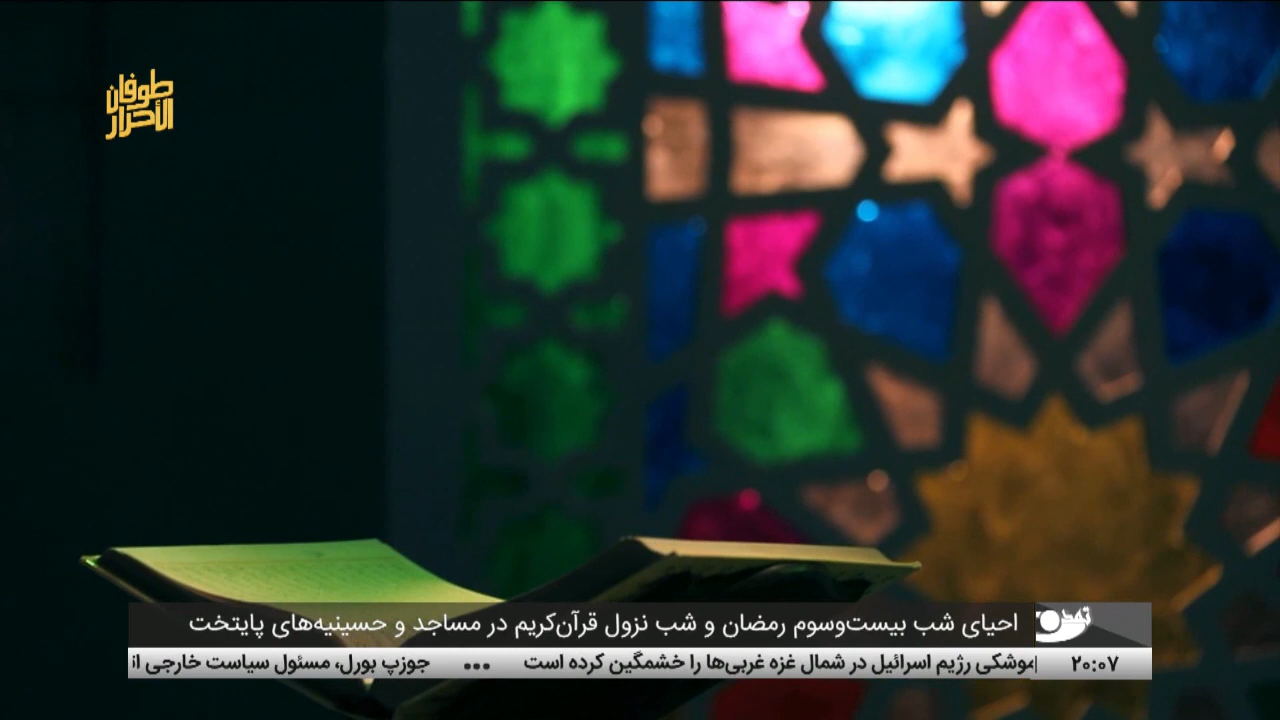 طوفان
الأحرار
احیای شب بیست‌وسوم رمضان و شب نزول قرآن‌کریم در مساجد و حسینیه‌های پایتخت
موشکی رژیم اسرائیل در شمال غزه غربی‌ها را خشمگین کرده است ••• جوزپ بورل، مسئول سیاست خارجی
۲۰:۰۷